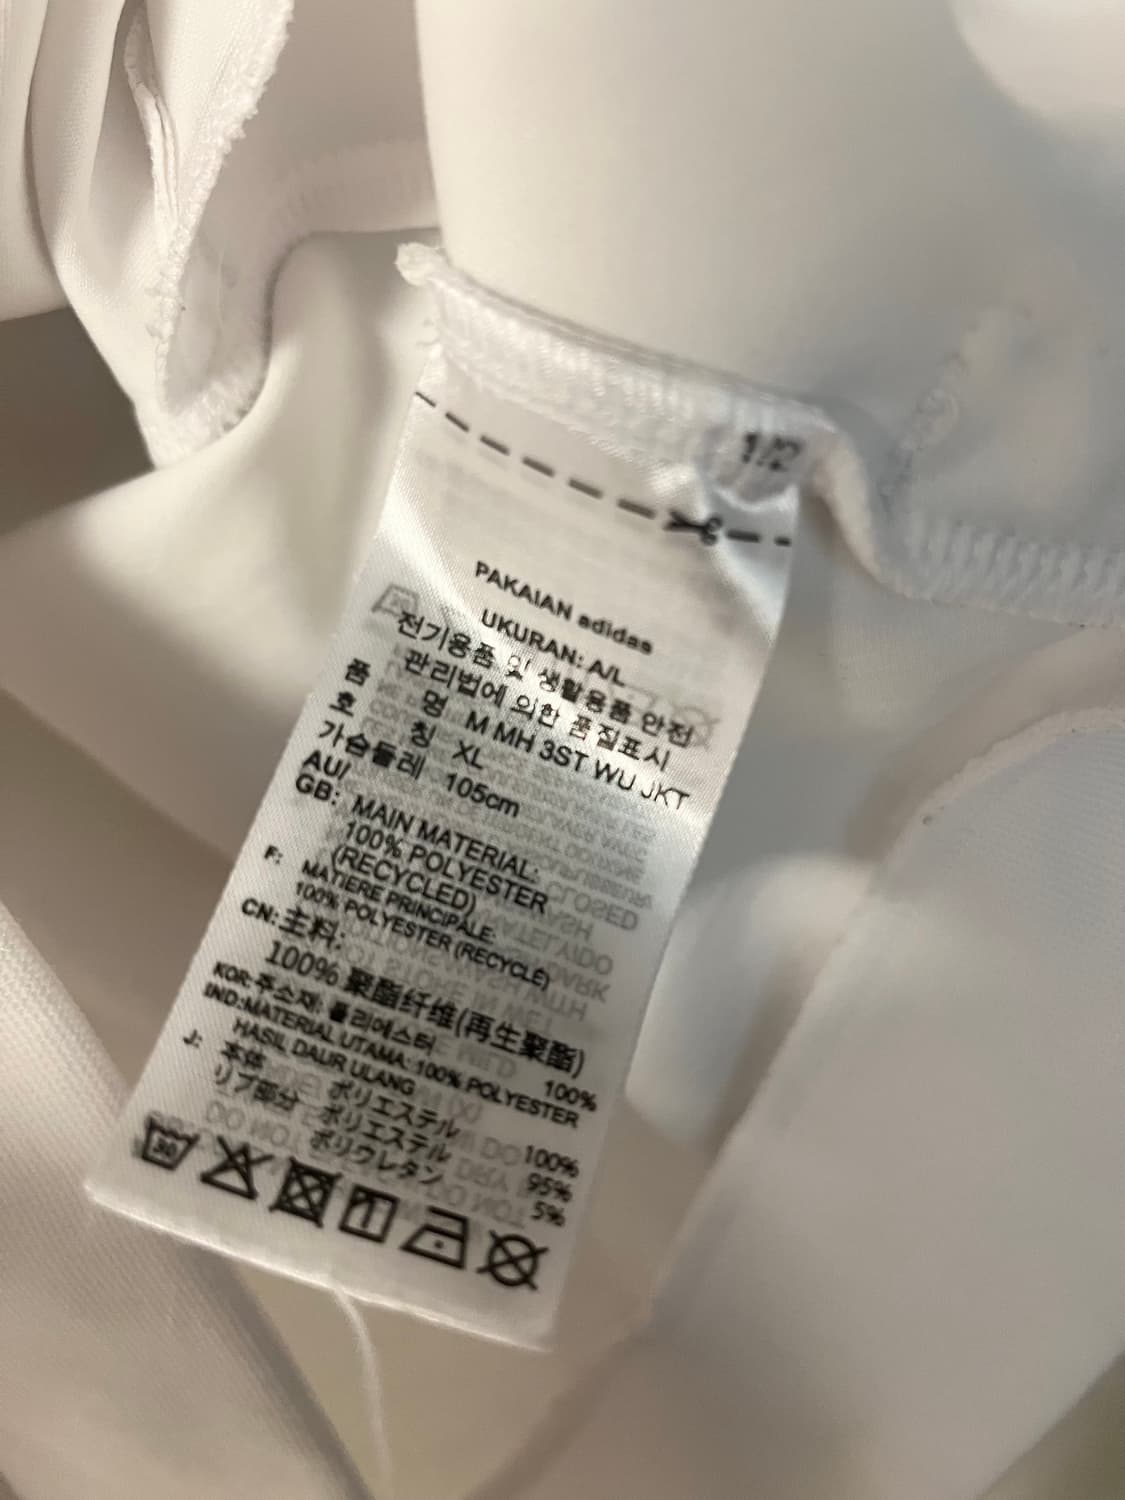 1/2
PAKAIAN adidas
UKURAN: A/L
전기용품 및 생활용품 안전
관리법에 의한 품질표시
품 명 M MH 3ST WU JKT
호 칭 XL
가슴둘레 105cm
AU/
GB: MAIN MATERIAL:
100% POLYESTER
(RECYCLED)
F: MATIERE PRINCIPALE:
100% POLYESTER (RECYCLÉ)
CN: 主料:
100% 聚酯纤维(再生聚酯)
KOR: 주소재: 폴리에스터 100%
IND: MATERIAL UTAMA: 100% POLYESTER
HASIL DAUR ULANG
J: 本体 ポリエステル 100%
リブ部分 ポリエステル 95%
ポリウレタン 5%
30